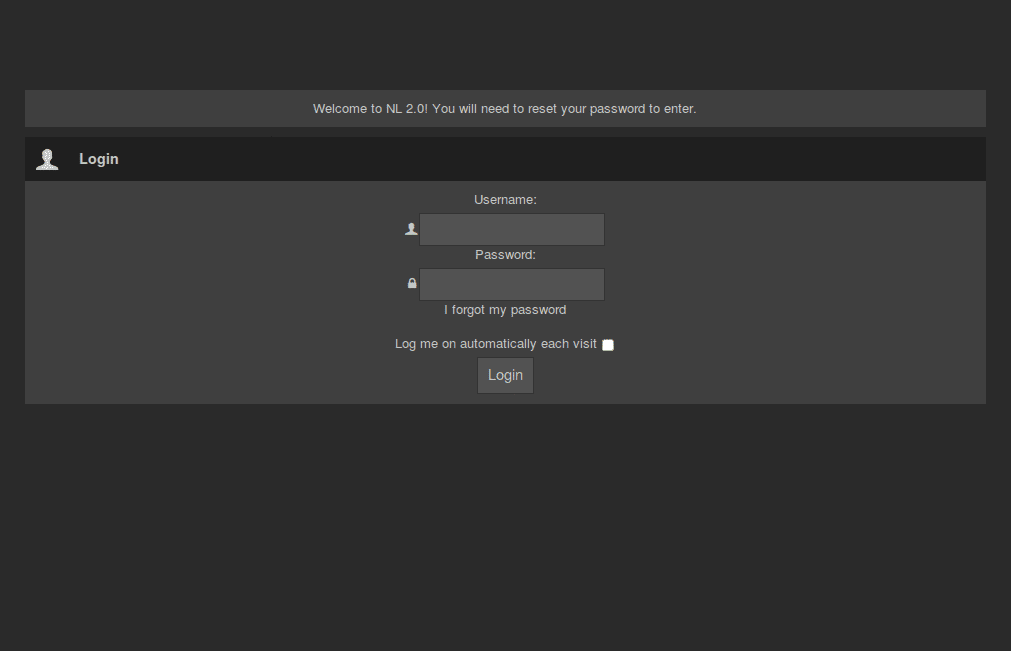 Welcome to NL 2.0! You will need to reset your password to enter.
Login
Username:
Password:
I forgot my password
Log me on automatically each visit
Login